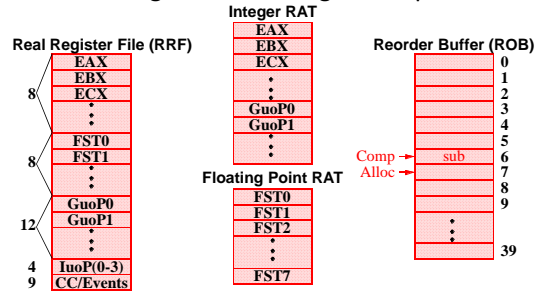 Integer RAT
Real Register File (RRF)
EAX
EBX
ECX
8
FST0
FST1
8
GuoP0
GuoP1
12
4 IuoP(0-3)
9 CC/Events
EAX
EBX
ECX
GuoP0
GuoP1
Floating Point RAT
FST0
FST1
FST2
FST7
Reorder Buffer (ROB)
0
1
2
3
4
5
Comp sub 6
Alloc 7
8
9
39